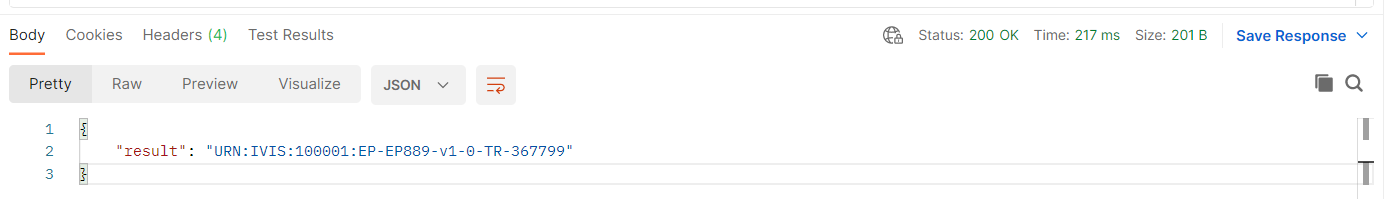 Body Cookies Headers (4) Test Results Status: 200 OK Time: 217 ms Size: 201 B Save Response
Pretty Raw Preview Visualize JSON
1 {
2 "result": "URN:IVIS:100001:EP-EP889-v1-0-TR-367799"
3 }